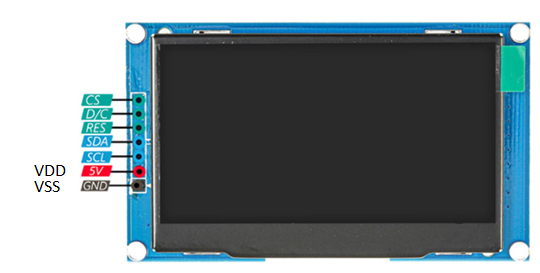 CS
D/C
RES
SDA
SCL
VDD 5V
VSS GND